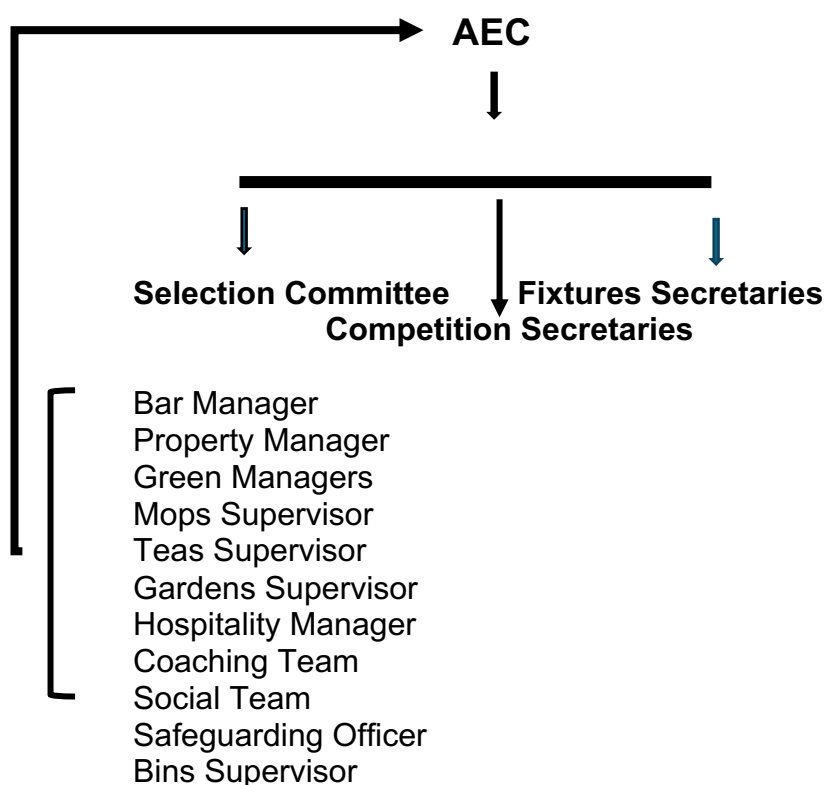 AEC
Selection Committee Fixtures Secretaries
Competition Secretaries
Bar Manager
Property Manager
Green Managers
Mops Supervisor
Teas Supervisor
Gardens Supervisor
Hospitality Manager
Coaching Team
Social Team
Safeguarding Officer
Bins Supervisor